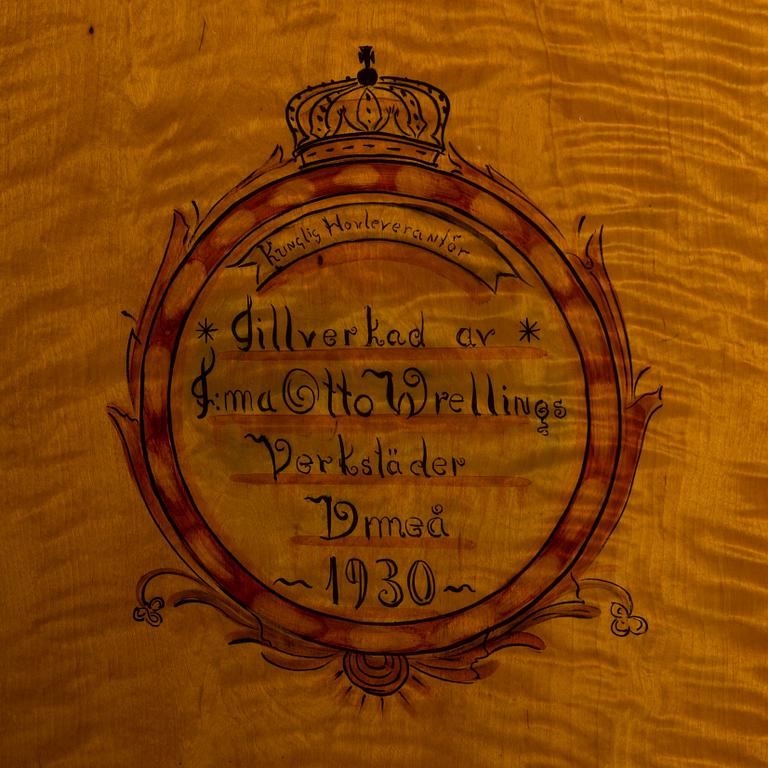 Kunglig Hovleverantör
* Tillverkad av *
F:ma Otto Wrellings
Verkstäder
Umeå
~ 1930 ~